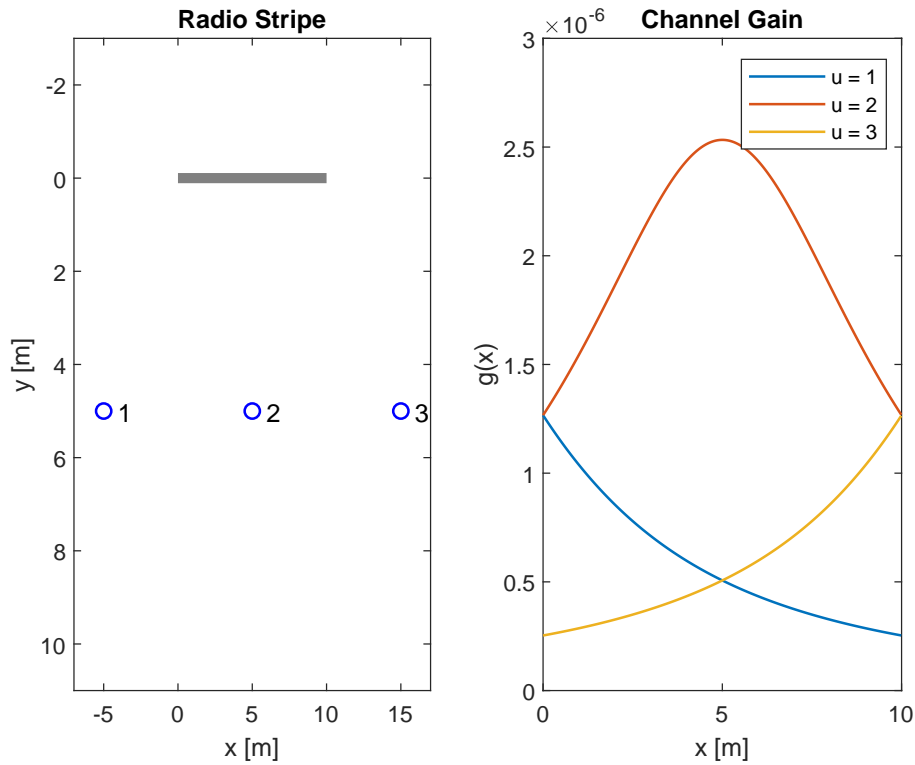 Radio Stripe
-2
0
2
4
6
8
10
y [m]
1
2
3
-5
0
5
10
15
x [m]
Channel Gain
×10⁻⁶
3
2.5
2
1.5
1
0.5
0
g(x)
u = 1
u = 2
u = 3
0
5
10
x [m]